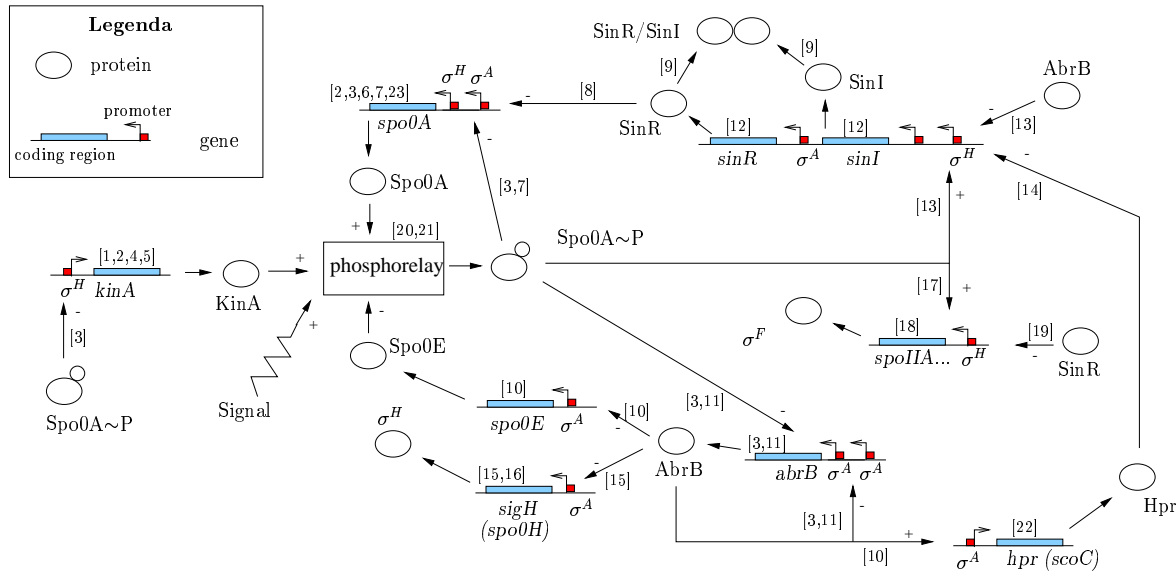 Legenda
protein
promoter
coding region
gene
SinR/SinI
[9]
[9]
SinI
AbrB
-
[13]
[2,3,6,7,23]
σH σA
spo0A
-
[8]
SinR
[12]
sinR
σA
[12]
sinI
σH
-
[14]
-
[3,7]
Spo0A
+
[20,21]
phosphorelay
Spo0A~P
[13]
+
[17]
+
[1,2,4,5]
σH kinA
KinA
+
-
[3]
Spo0A~P
+
Signal
-
Spo0E
σF
[18]
spoIIA...
σH
[19]
-
SinR
[10]
spo0E
σA
[10]
-
σH
[3,11]
-
[15,16]
sigH
(spo0H)
σA
-
[15]
AbrB
[3,11]
abrB
σA σA
[3,11]
-
+
[10]
[22]
σA
hpr (scoC)
Hpr